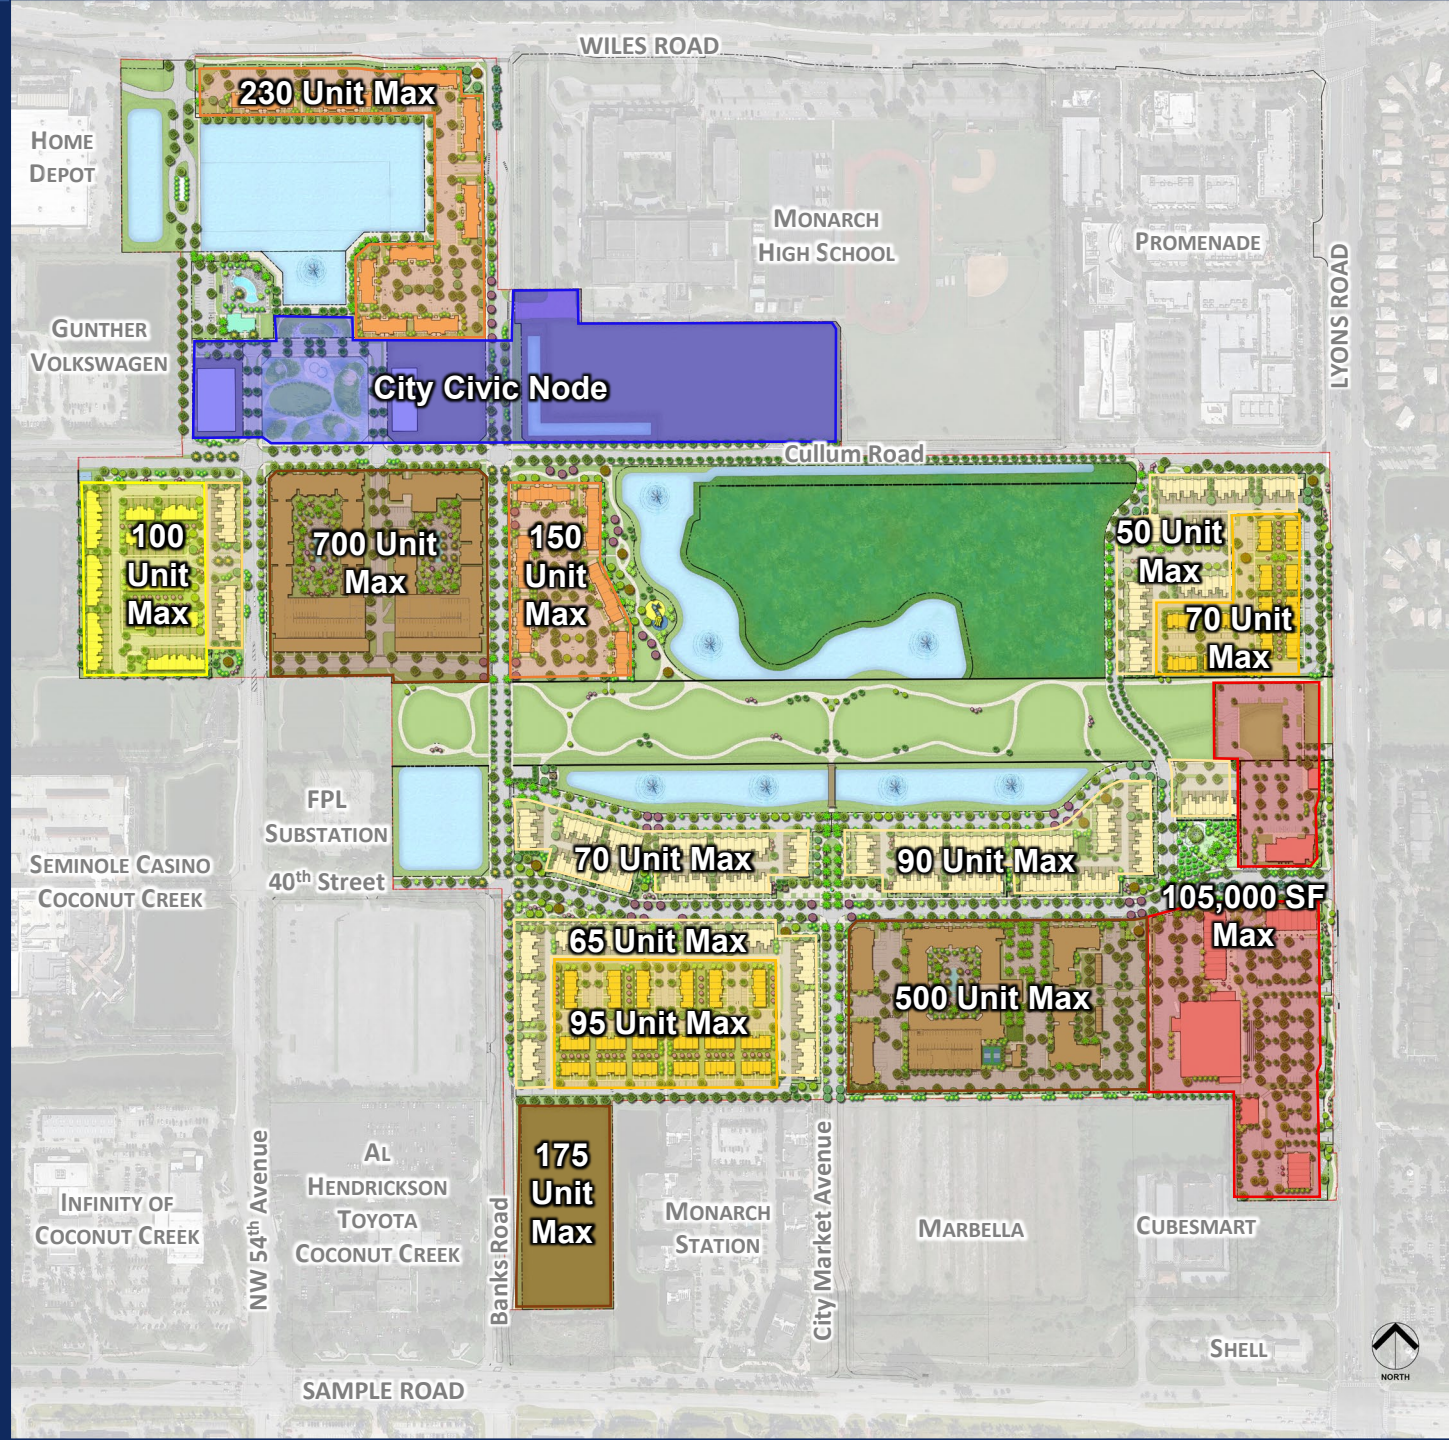 WILES ROAD
230 Unit Max
HOME
DEPOT
MONARCH
HIGH SCHOOL
PROMENADE
LYONS ROAD
GUNTHER
VOLKSWAGEN
City Civic Node
Cullum Road
100
Unit
Max
700 Unit
Max
150
Unit
Max
50 Unit
Max
70 Unit
Max
FPL
SUBSTATION
SEMINOLE CASINO
COCONUT CREEK
40th Street
70 Unit Max
90 Unit Max
105,000 SF
Max
65 Unit Max
95 Unit Max
500 Unit Max
175
Unit
Max
INFINITY OF
COCONUT CREEK
NW 54th Avenue
AL
HENDRICKSON
TOYOTA
COCONUT CREEK
Banks Road
MONARCH
STATION
City Market Avenue
MARBELLA
CUBESMART
SHELL
NORTH
SAMPLE ROAD